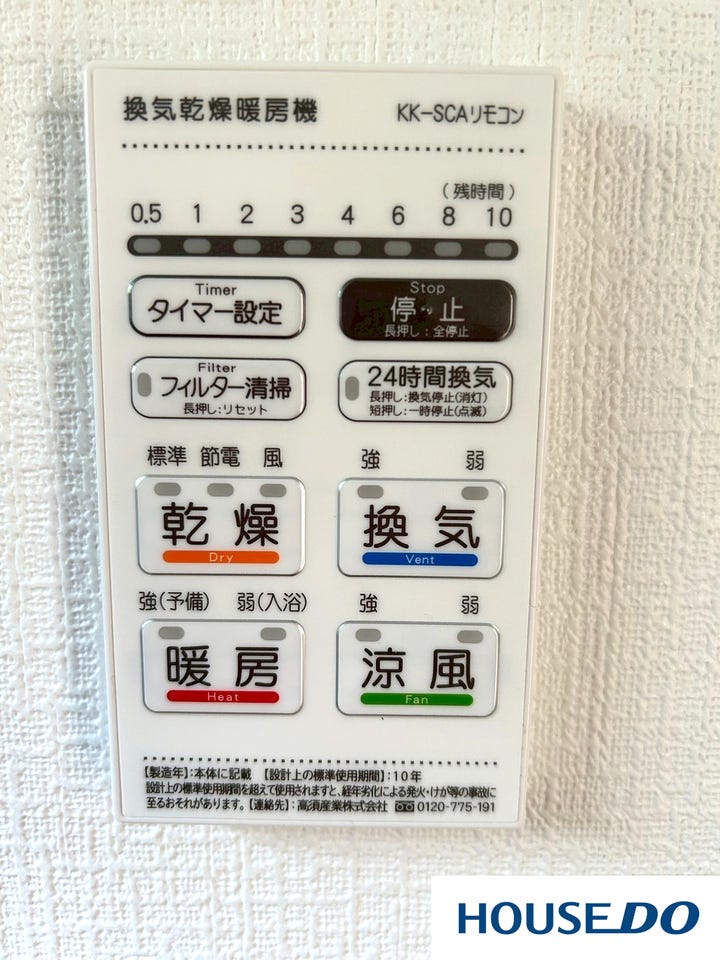 換気乾燥暖房機 KK-SCAリモコン
(残時間)
0.5 1 2 3 4 6 8 10
Timer
タイマー設定
Stop
停止
長押し:全停止
Filter
フィルター清掃
長押し:リセット
24時間換気
長押し:換気停止(消灯)
短押し:一時停止(点滅)
標準 節電 風
乾燥
Dry
強 弱
換気
Vent
強(予備) 弱(入浴)
暖房
Heat
強 弱
涼風
Fan
【製造年】:本体に記載 【設計上の標準使用期間】:10年
設計上の標準使用期間を超えて使用されますと、経年劣化による発火・けが等の事故に
至るおそれがあります。【連絡先】:高須産業株式会社 0120-775-191
HOUSEDO